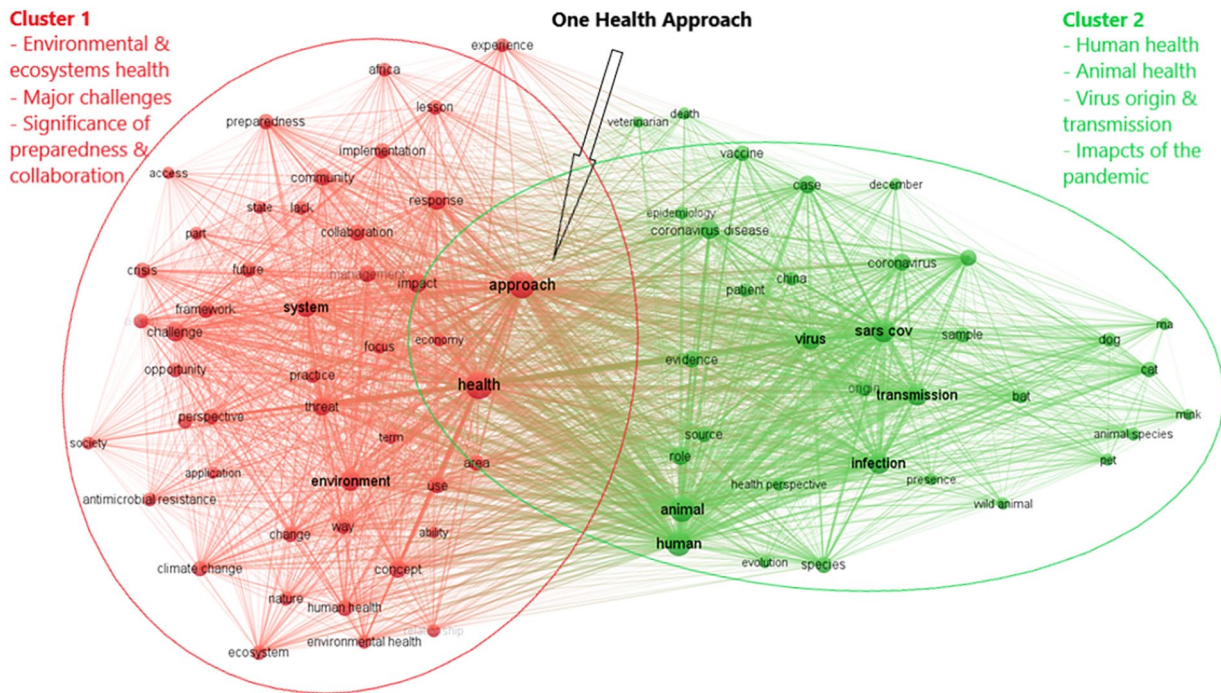 Cluster 1
- Environmental &
ecosystems health
- Major challenges
- Significance of
preparedness &
collaboration
One Health Approach
Cluster 2
- Human health
- Animal health
- Virus origin &
transmission
- Imapcts of the
pandemic
experience
africa
lesson
preparedness
implementation
access
community
state
lack
response
part
collaboration
crisis
future
management
impact
approach
framework
system
challenge
economy
focus
opportunity
practice
health
threat
perspective
society
term
area
application
environment
use
antimicrobial resistance
change
way
ability
climate change
concept
nature
human health
relationship
environmental health
ecosystem
death
veterinarian
vaccine
case
december
epidemiology
coronavirus disease
coronavirus
china
patient
virus
sars cov
sample
rna
dog
evidence
cat
origin
transmission
bat
mink
source
animal species
role
infection
pet
health perspective
presence
animal
wild animal
human
evolution
species